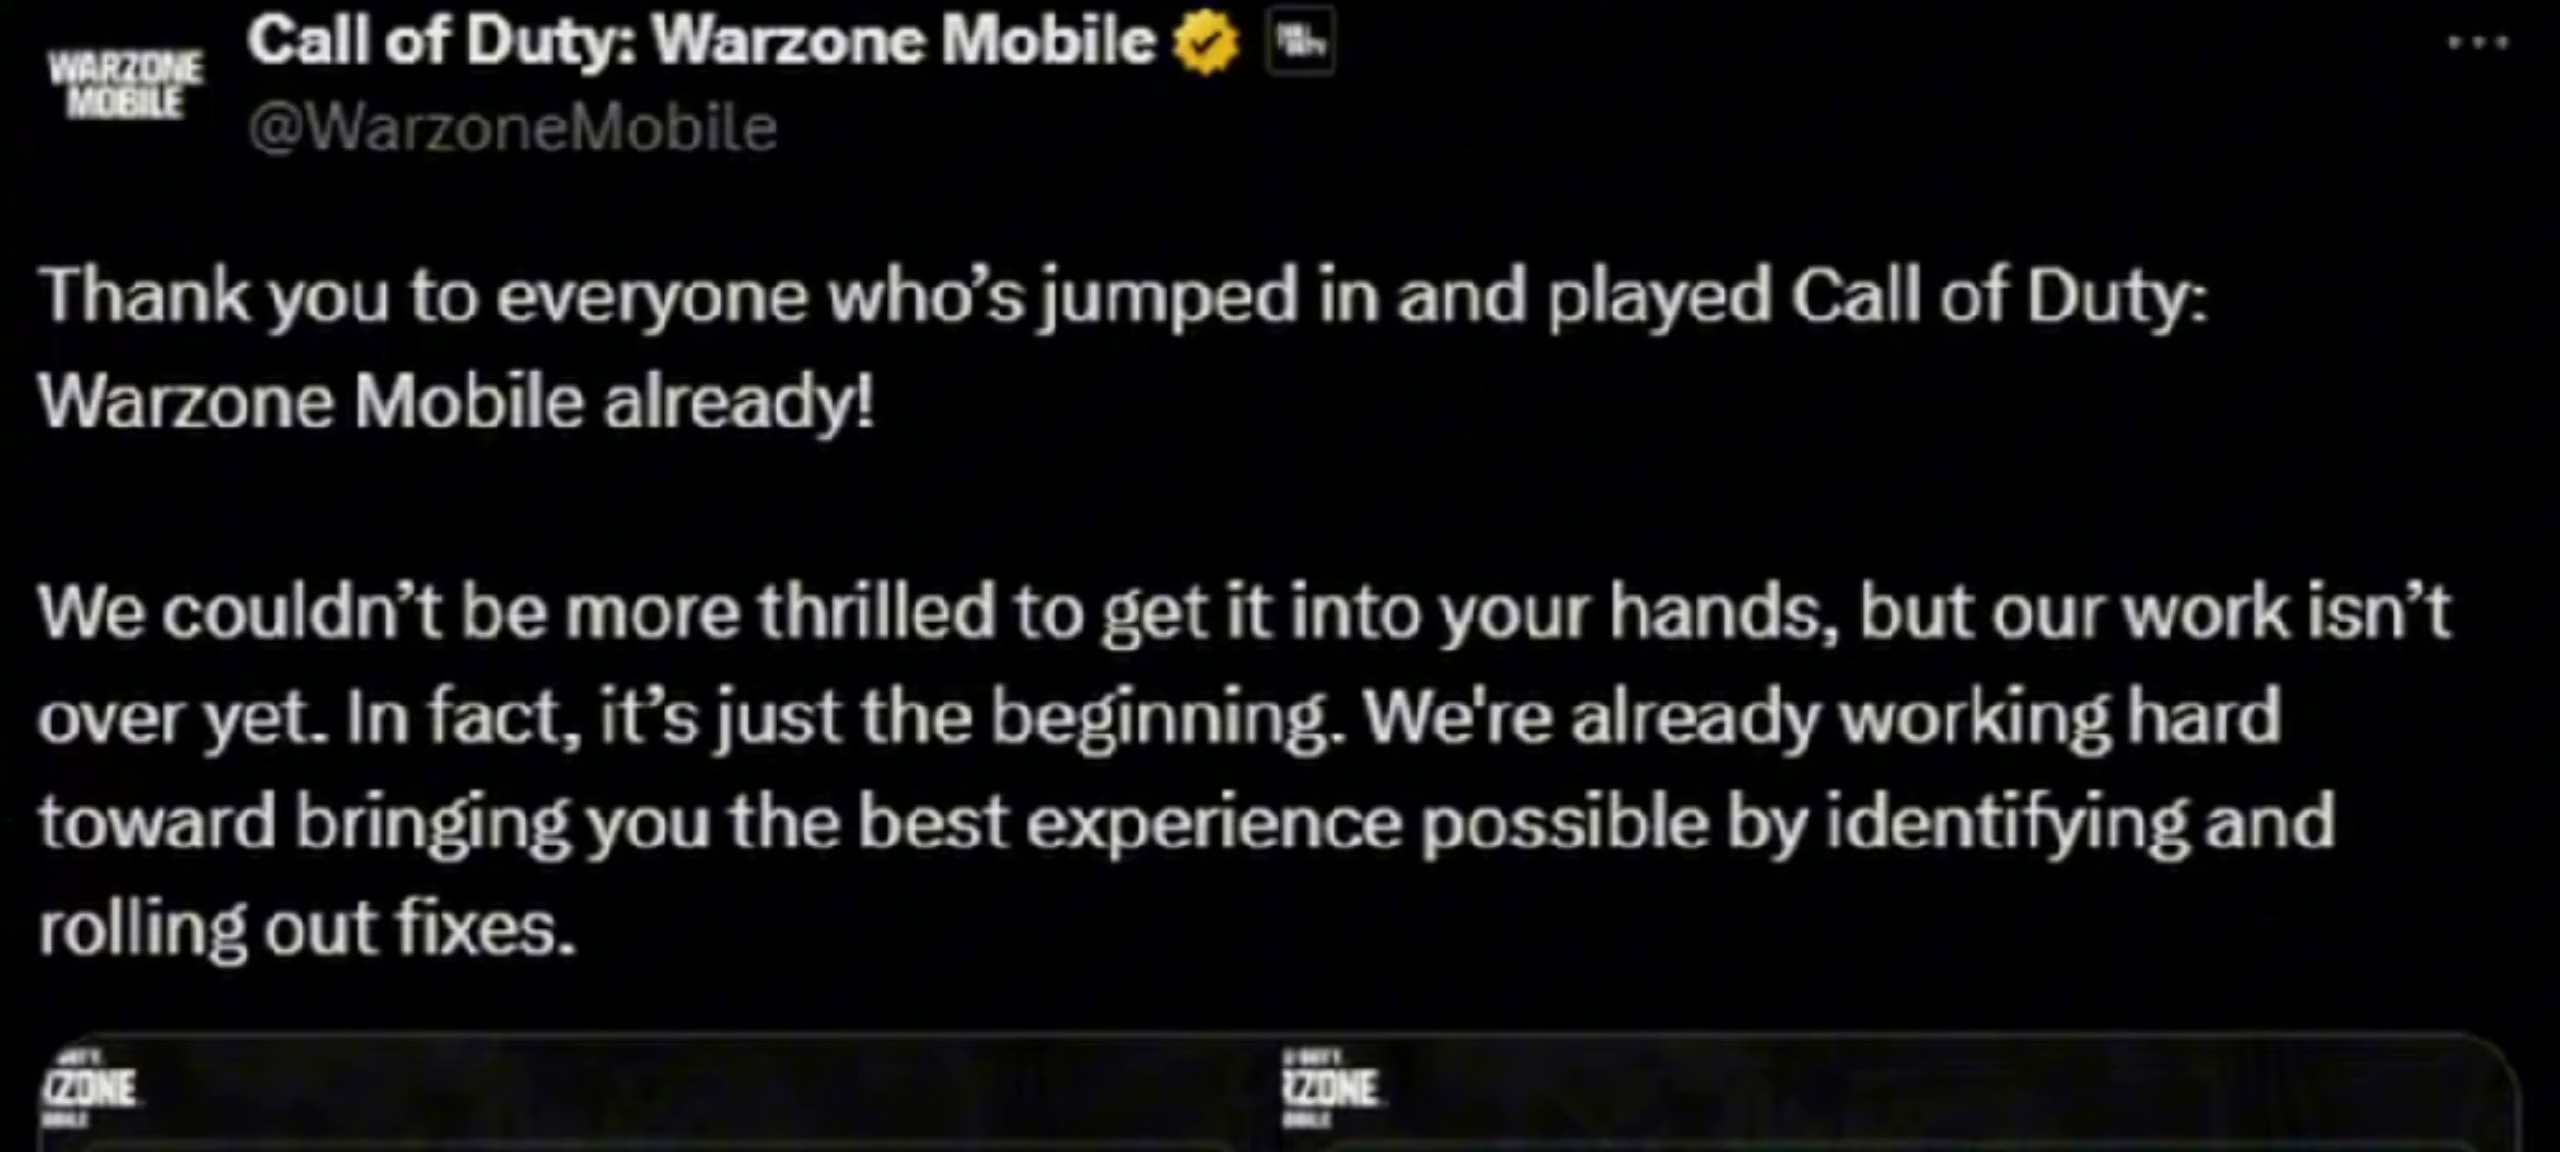 WARZONE
MOBILE
Call of Duty: Warzone Mobile
@WarzoneMobile
Thank you to everyone who’s jumped in and played Call of Duty:
Warzone Mobile already!
We couldn’t be more thrilled to get it into your hands, but our work isn’t
over yet. In fact, it’s just the beginning. We're already working hard
toward bringing you the best experience possible by identifying and
rolling out fixes.
RZONE